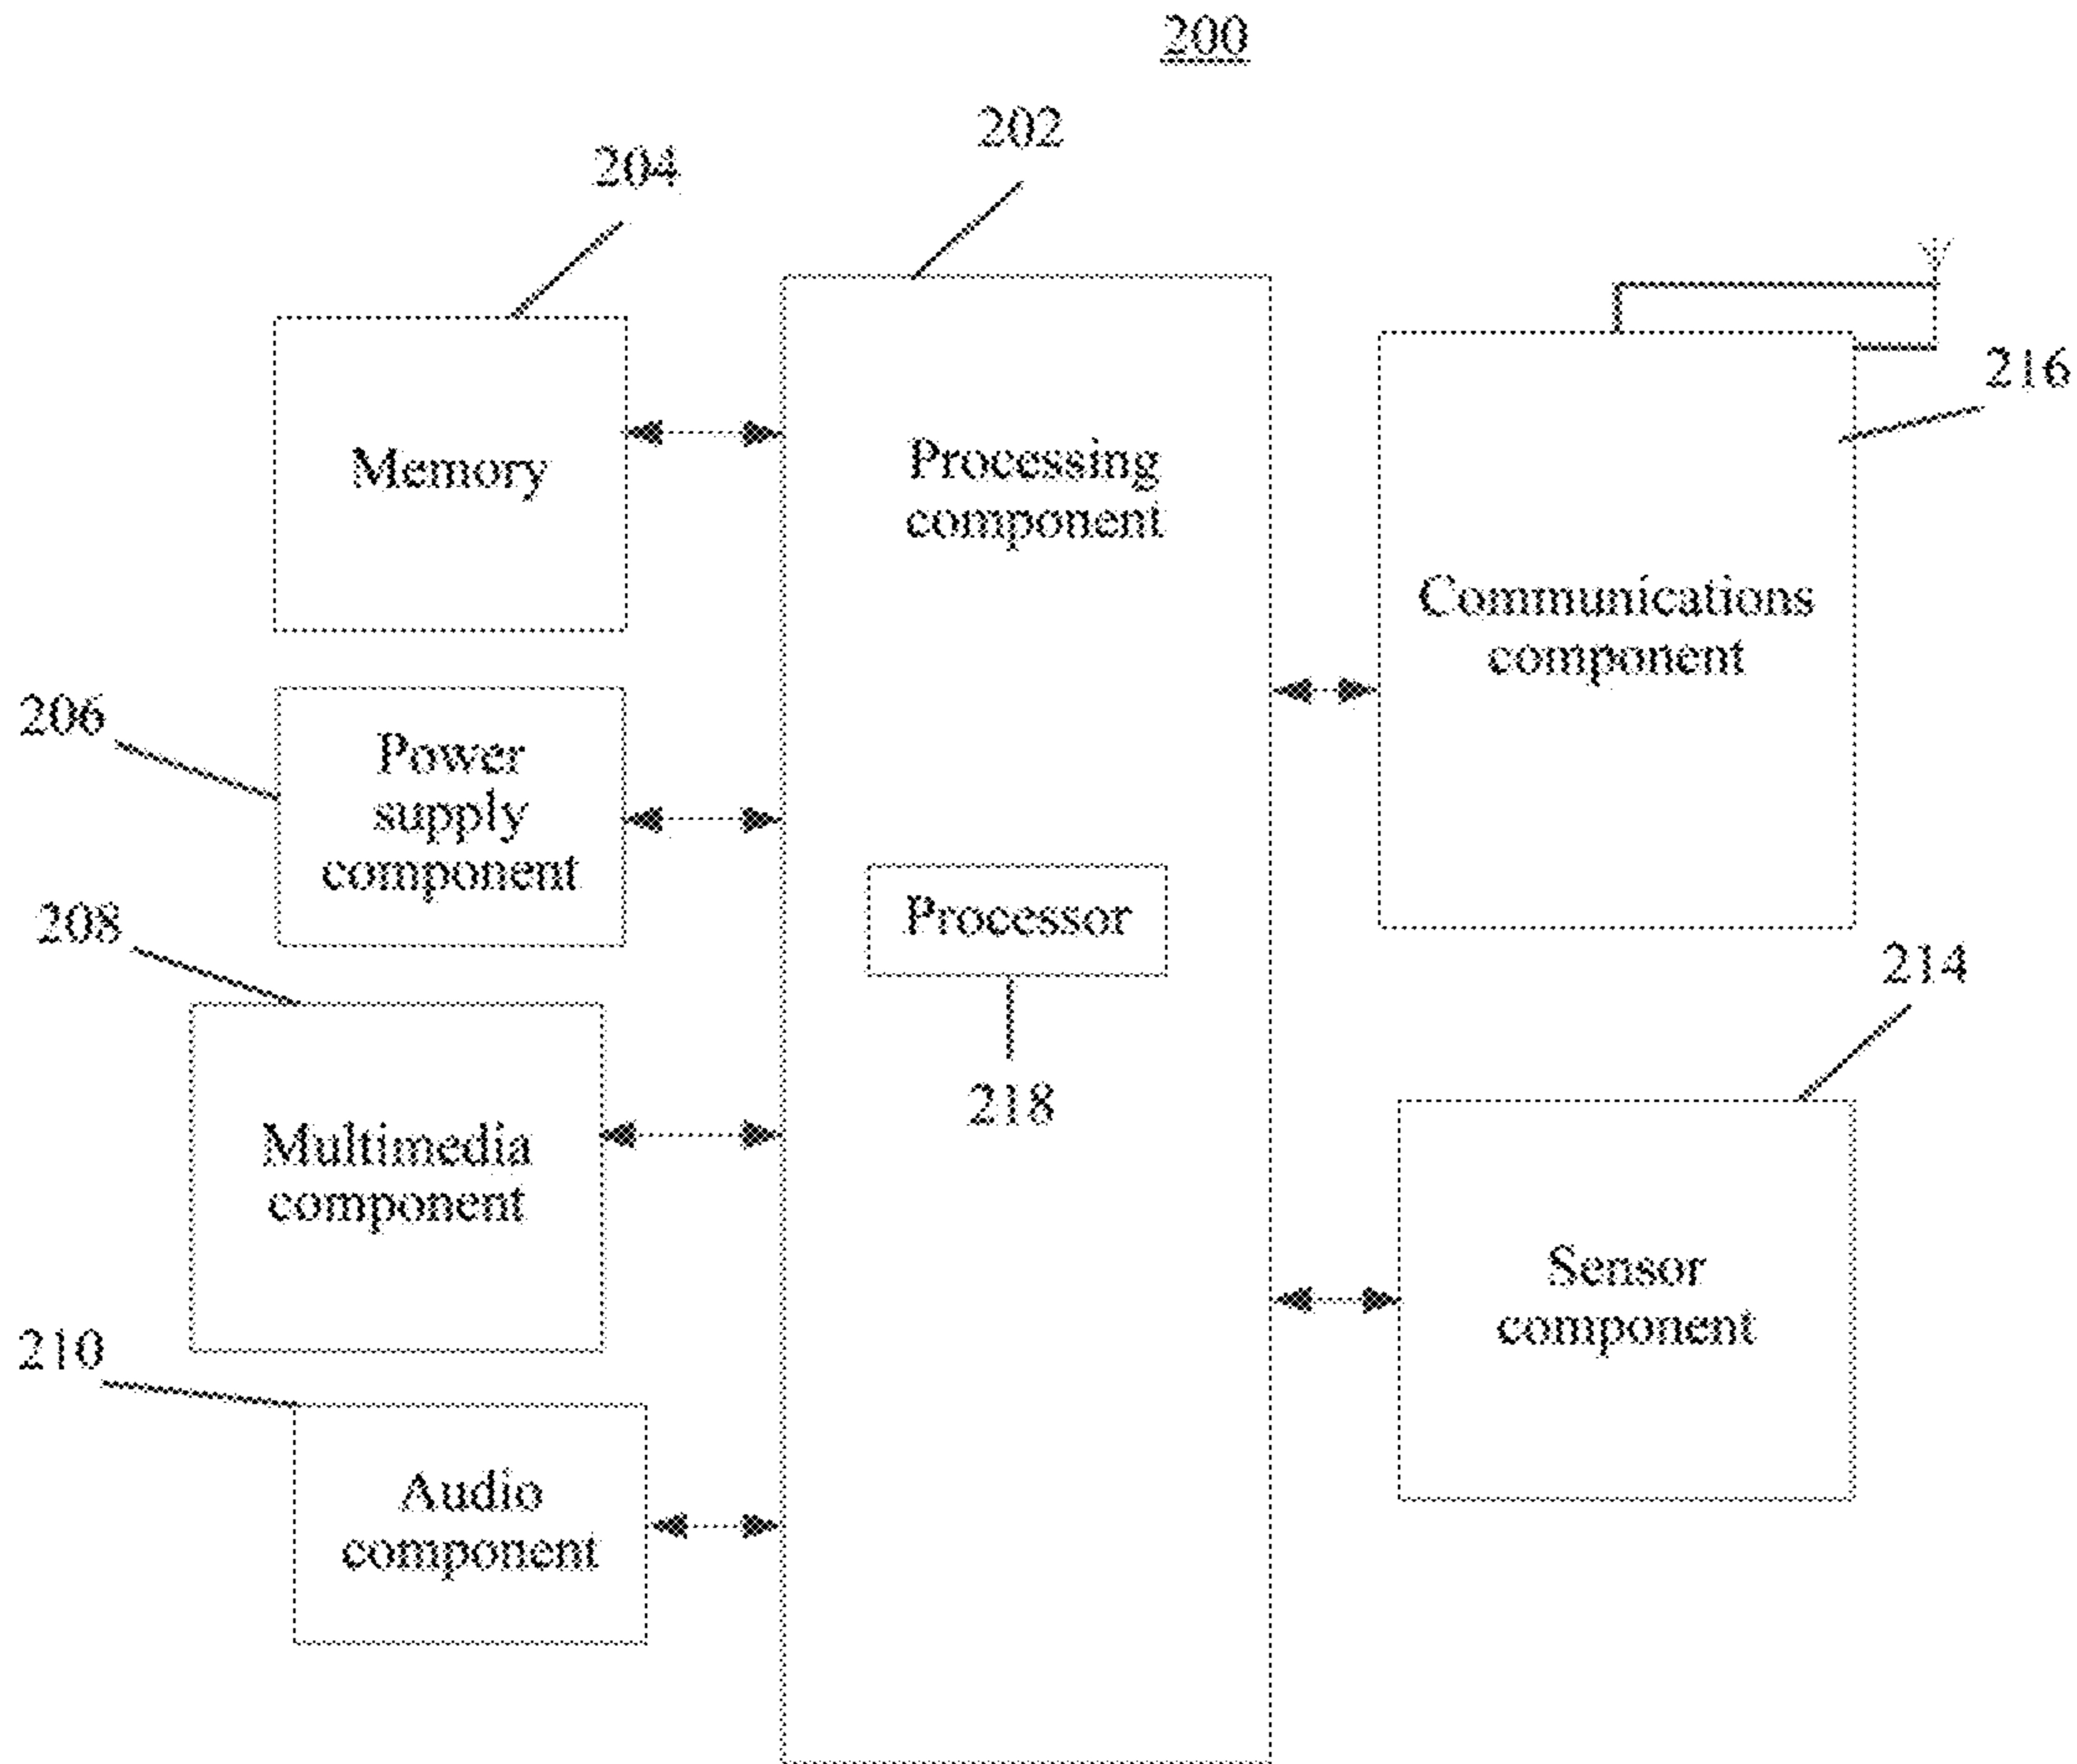 200
202
204
Memory
Processing
component
216
Communications
component
206
Power
supply
component
208
Processor
218
214
Multimedia
component
Sensor
component
210
Audio
component